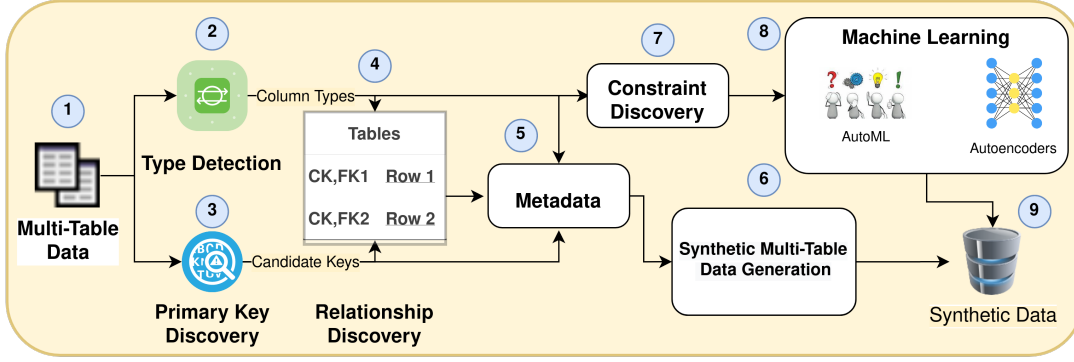 1
Multi-Table
Data
2
Type Detection
3
BCD
Primary Key
Discovery
Column Types
Candidate Keys
4
Tables
CK,FK1 Row 1
CK,FK2 Row 2
Relationship
Discovery
5
Metadata
6
Synthetic Multi-Table
Data Generation
7
Constraint
Discovery
8
Machine Learning
? !
AutoML
Autoencoders
9
Synthetic Data